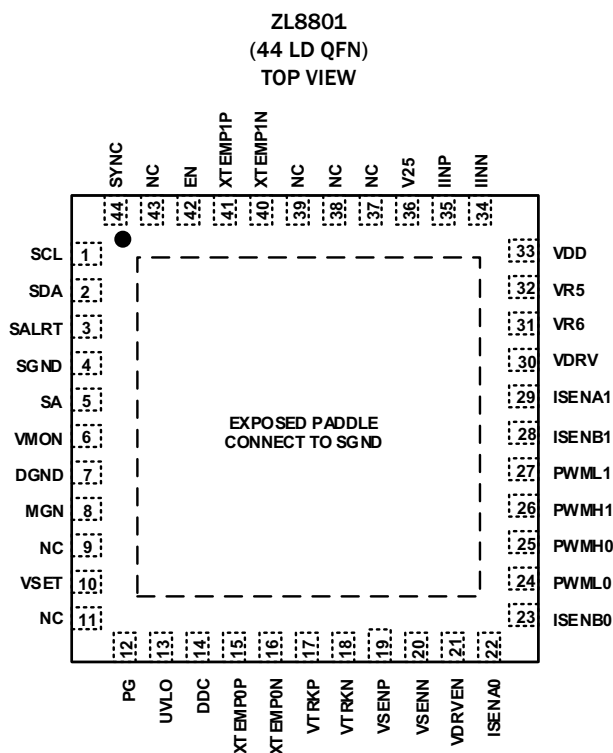 ZL8801
(44 LD QFN)
TOP VIEW
SYNC
NC
EN
XTEMP1P
XTEMP1N
NC
NC
NC
V25
IINP
IINN
44
43
42
41
40
39
38
37
36
35
34
SCL 1
SDA 2
SALRT 3
SGND 4
SA 5
VMON 6
DGND 7
MGN 8
NC 9
VSET 10
NC 11
EXPOSED PADDLE
CONNECT TO SGND
33 VDD
32 VR5
31 VR6
30 VDRV
29 ISENA1
28 ISENB1
27 PWML1
26 PWMH1
25 PWMH0
24 PWML0
23 ISENB0
12
13
14
15
16
17
18
19
20
21
22
PG
UVLO
DDC
XTEMP0P
XTEMP0N
VTRKP
VTRKN
VSENP
VSENN
VDRVEN
ISENA0